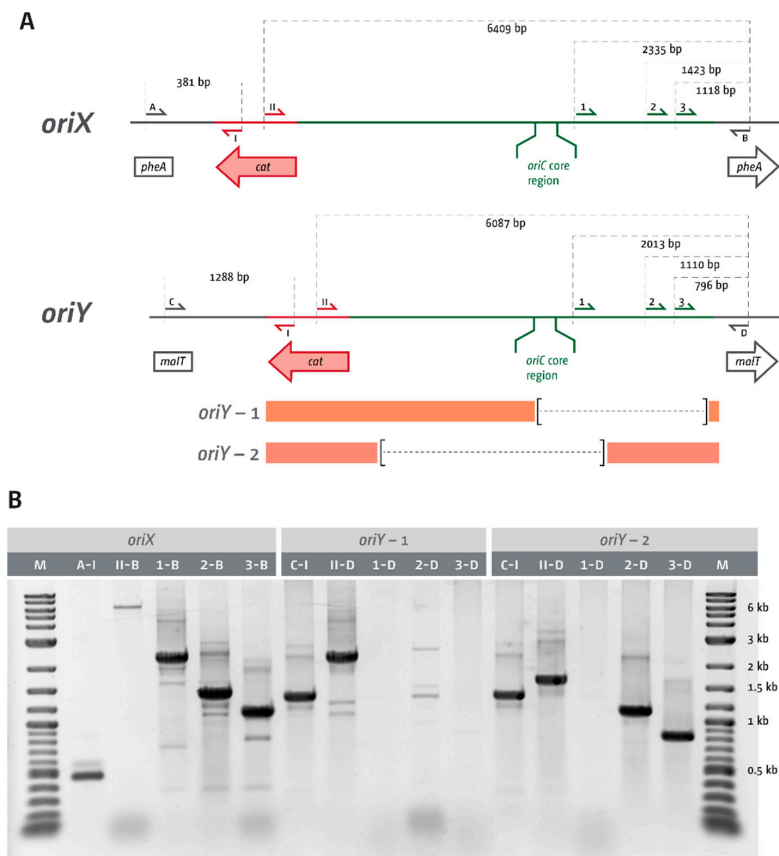 A
6409 bp
2335 bp
1423 bp
381 bp
1118 bp
A
II
1
2
3
oriX
I
B
pheA
cat
oriC core
region
pheA
6087 bp
2013 bp
1288 bp
1110 bp
796 bp
C
II
1
2
3
oriY
I
D
malT
cat
oriC core
region
malT
oriY – 1
oriY – 2
B
oriX oriY – 1 oriY – 2
M A-I II-B 1-B 2-B 3-B C-I II-D 1-D 2-D 3-D C-I II-D 1-D 2-D 3-D M
6 kb
3 kb
2 kb
1.5 kb
1 kb
0.5 kb